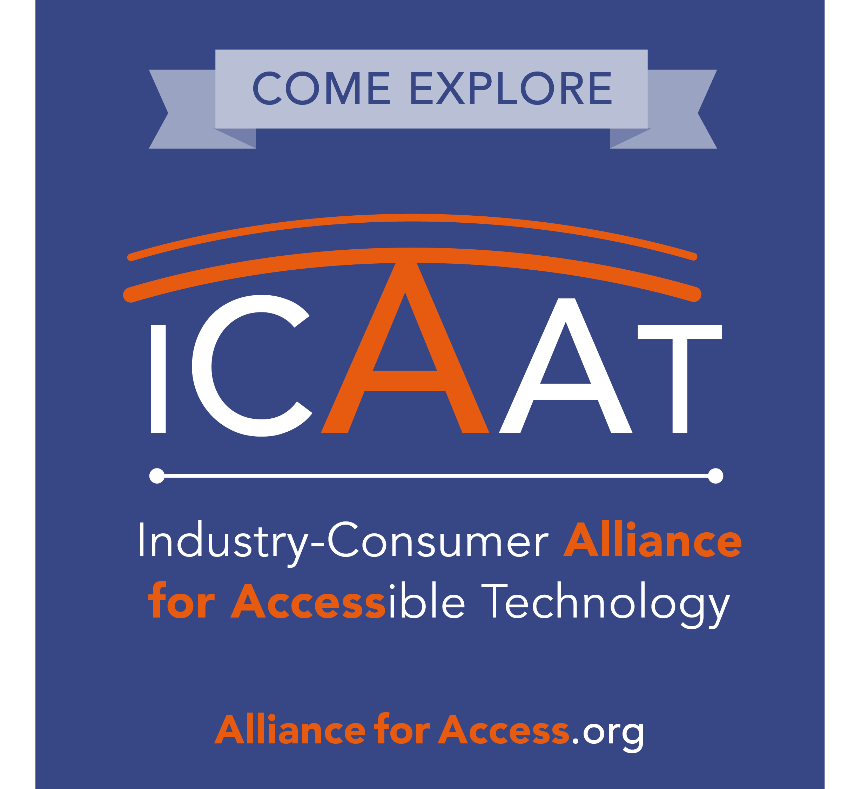 COME EXPLORE
ICAAT
Industry-Consumer Alliance
for Accessible Technology
Alliance for Access.org